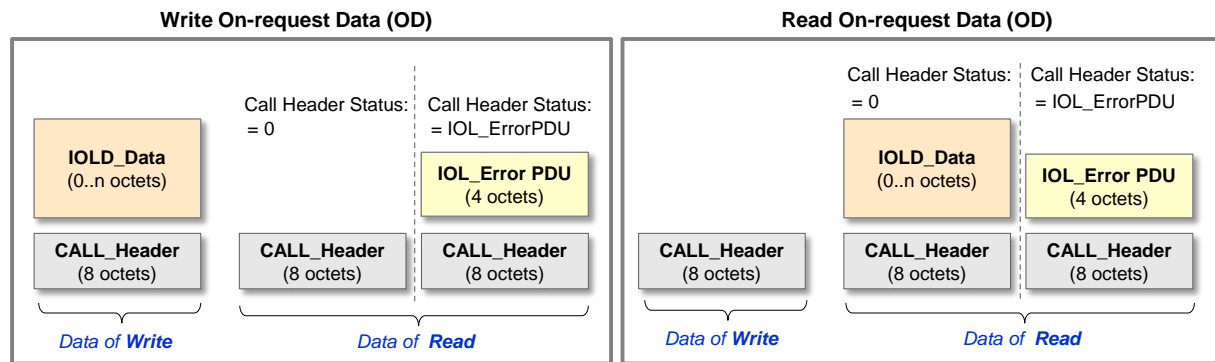 Write On-request Data (OD)
Call Header Status:
= 0
Call Header Status:
= IOL_ErrorPDU
IOLD_Data
(0..n octets)
IOL_Error PDU
(4 octets)
CALL_Header
(8 octets)
CALL_Header
(8 octets)
CALL_Header
(8 octets)
Data of Write
Data of Read
Read On-request Data (OD)
Call Header Status:
= 0
Call Header Status:
= IOL_ErrorPDU
IOLD_Data
(0..n octets)
IOL_Error PDU
(4 octets)
CALL_Header
(8 octets)
CALL_Header
(8 octets)
CALL_Header
(8 octets)
Data of Write
Data of Read